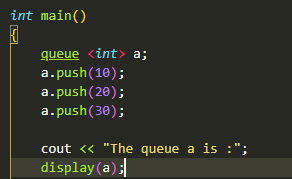 int main()
{
queue <int> a;
a.push(10);
a.push(20);
a.push(30);
cout << "The queue a is :";
display(a);